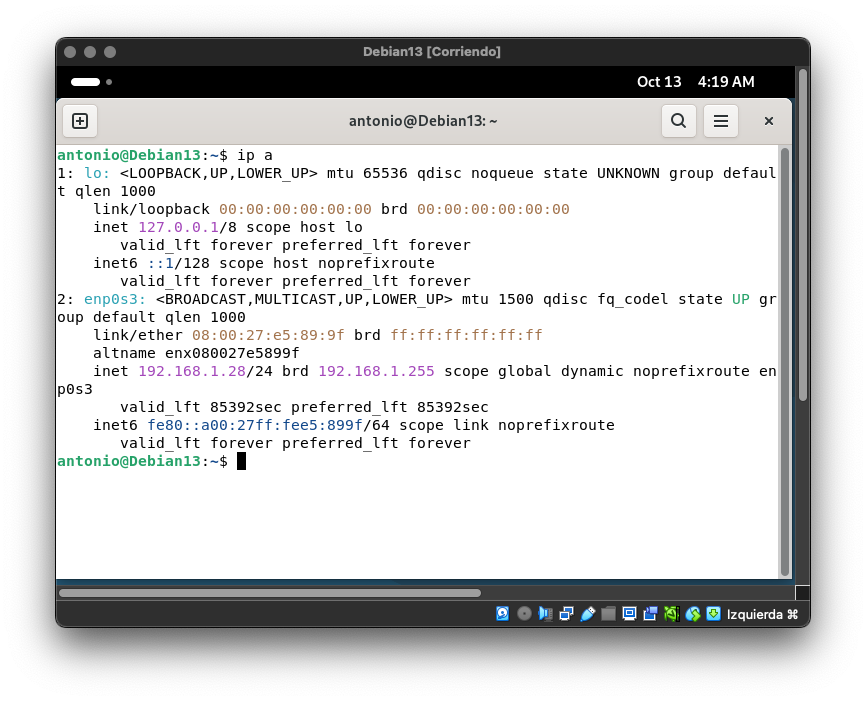 Debian13 [Corriendo]
Oct 13 4:19 AM
antonio@Debian13: ~
antonio@Debian13:~$ ip a
1: lo: <LOOPBACK,UP,LOWER_UP> mtu 65536 qdisc noqueue state UNKNOWN group defaul
t qlen 1000
    link/loopback 00:00:00:00:00:00 brd 00:00:00:00:00:00
    inet 127.0.0.1/8 scope host lo
       valid_lft forever preferred_lft forever
    inet6 ::1/128 scope host noprefixroute
       valid_lft forever preferred_lft forever
2: enp0s3: <BROADCAST,MULTICAST,UP,LOWER_UP> mtu 1500 qdisc fq_codel state UP gr
oup default qlen 1000
    link/ether 08:00:27:e5:89:9f brd ff:ff:ff:ff:ff:ff
    altname enx080027e5899f
    inet 192.168.1.28/24 brd 192.168.1.255 scope global dynamic noprefixroute en
p0s3
       valid_lft 85392sec preferred_lft 85392sec
    inet6 fe80::a00:27ff:fee5:899f/64 scope link noprefixroute
       valid_lft forever preferred_lft forever
antonio@Debian13:~$
Izquierda ⌘